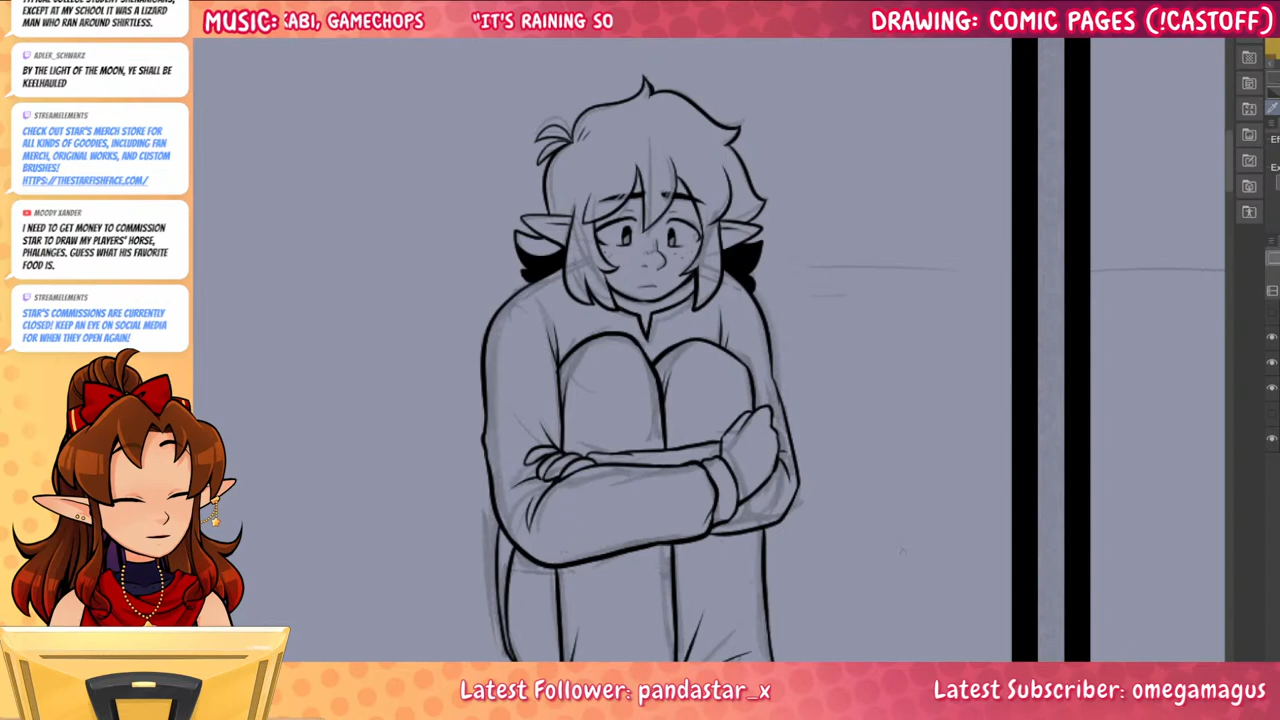 MUSIC: KABI, GAMECHOPS "IT'S RAINING SO
DRAWING: COMIC PAGES (!CASTOFF)
EXCEPT AT MY SCHOOL IT WAS A LIZARD
MAN WHO RAN AROUND SHIRTLESS.
ADLER_SCHWARZ
BY THE LIGHT OF THE MOON, YE SHALL BE
KEELHAULED
STREAMELEMENTS
CHECK OUT STAR'S MERCH STORE FOR
ALL KINDS OF GOODIES, INCLUDING FAN
MERCH, ORIGINAL WORKS, AND CUSTOM
BRUSHES!
HTTPS://THESTARFISHFACE.COM/
MOODY XANDER
I NEED TO GET MONEY TO COMMISSION
STAR TO DRAW MY PLAYERS' HORSE,
PHALANGES. GUESS WHAT HIS FAVORITE
FOOD IS.
STREAMELEMENTS
STAR'S COMMISSIONS ARE CURRENTLY
CLOSED! KEEP AN EYE ON SOCIAL MEDIA
FOR WHEN THEY OPEN AGAIN!
Latest Follower: pandastar_x
Latest Subscriber: omegamagus